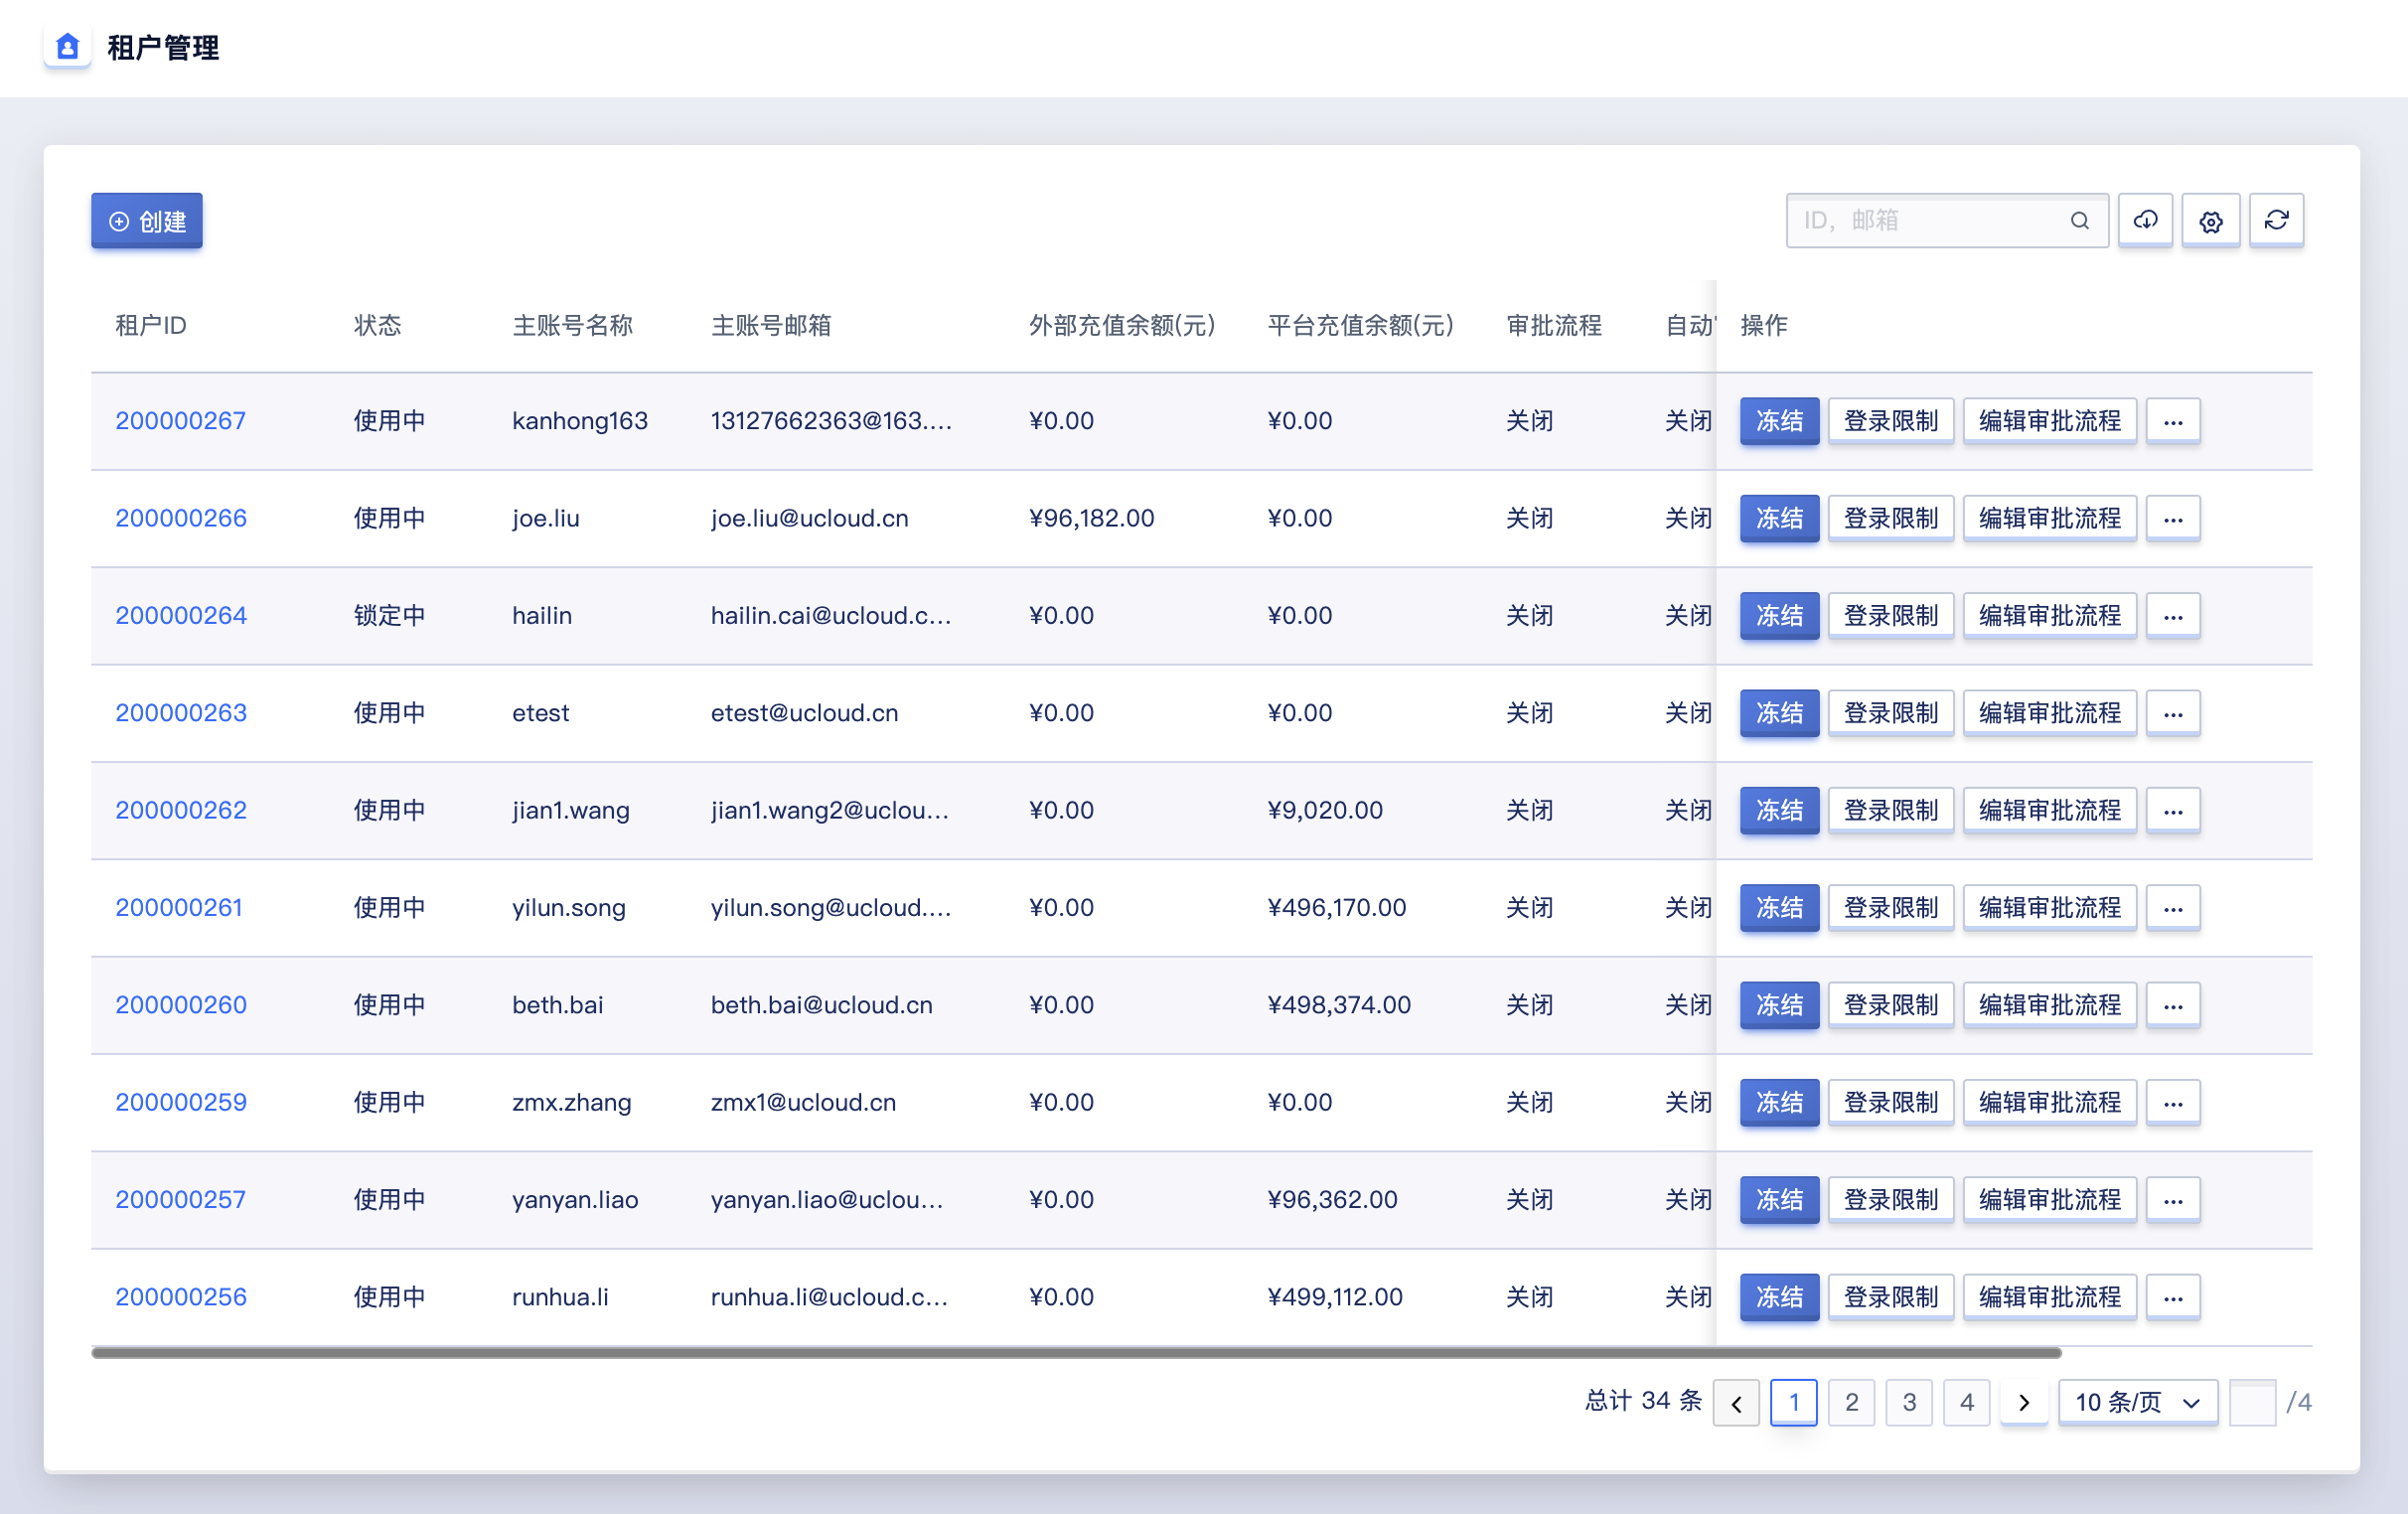 租户管理
创建
ID, 邮箱
租户ID 状态 主账号名称 主账号邮箱 外部充值余额(元) 平台充值余额(元) 审批流程 自动 操作
200000267 使用中 kanhong163 13127662363@163.... ¥0.00 ¥0.00 关闭 关闭 冻结 登录限制 编辑审批流程 ...
200000266 使用中 joe.liu joe.liu@ucloud.cn ¥96,182.00 ¥0.00 关闭 关闭 冻结 登录限制 编辑审批流程 ...
200000264 锁定中 hailin hailin.cai@ucloud.c... ¥0.00 ¥0.00 关闭 关闭 冻结 登录限制 编辑审批流程 ...
200000263 使用中 etest etest@ucloud.cn ¥0.00 ¥0.00 关闭 关闭 冻结 登录限制 编辑审批流程 ...
200000262 使用中 jian1.wang jian1.wang2@uclou... ¥0.00 ¥9,020.00 关闭 关闭 冻结 登录限制 编辑审批流程 ...
200000261 使用中 yilun.song yilun.song@ucloud.... ¥0.00 ¥496,170.00 关闭 关闭 冻结 登录限制 编辑审批流程 ...
200000260 使用中 beth.bai beth.bai@ucloud.cn ¥0.00 ¥498,374.00 关闭 关闭 冻结 登录限制 编辑审批流程 ...
200000259 使用中 zmx.zhang zmx1@ucloud.cn ¥0.00 ¥0.00 关闭 关闭 冻结 登录限制 编辑审批流程 ...
200000257 使用中 yanyan.liao yanyan.liao@uclou... ¥0.00 ¥96,362.00 关闭 关闭 冻结 登录限制 编辑审批流程 ...
200000256 使用中 runhua.li runhua.li@ucloud.c... ¥0.00 ¥499,112.00 关闭 关闭 冻结 登录限制 编辑审批流程 ...
总计 34 条 1 2 3 4 10 条/页 /4